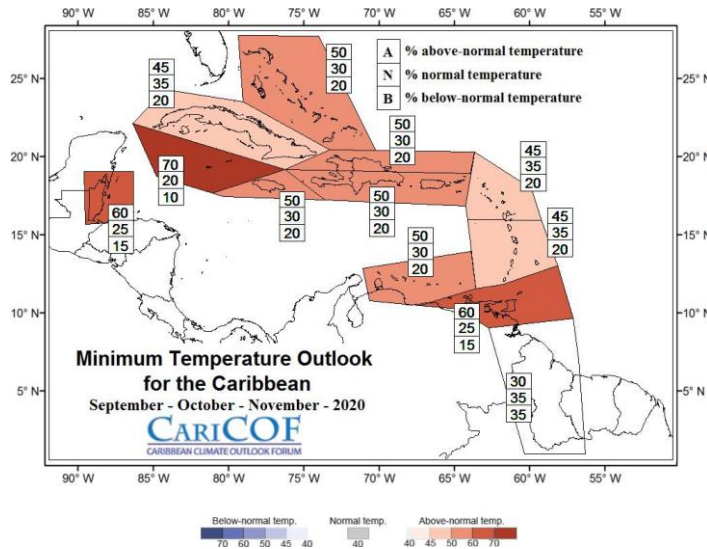 90° W 85° W 80° W 75° W 70° W 65° W 60° W 55° W
A % above-normal temperature
N % normal temperature
B % below-normal temperature
50
30
20
45
35
20
25° N
25° N
50
30
20
45
35
20
20° N
20° N
70
20
10
60
25
15
50
30
20
50
30
20
45
35
20
15° N
15° N
50
30
20
10° N
10° N
60
25
15
Minimum Temperature Outlook
for the Caribbean
September - October - November - 2020
CARICOF
CARIBBEAN CLIMATE OUTLOOK FORUM
30
35
35
5° N
5° N
90° W 85° W 80° W 75° W 70° W 65° W 60° W 55° W
Below-normal temp. Normal temp. Above-normal temp.
70 60 50 45 40 40 40 45 50 60 70